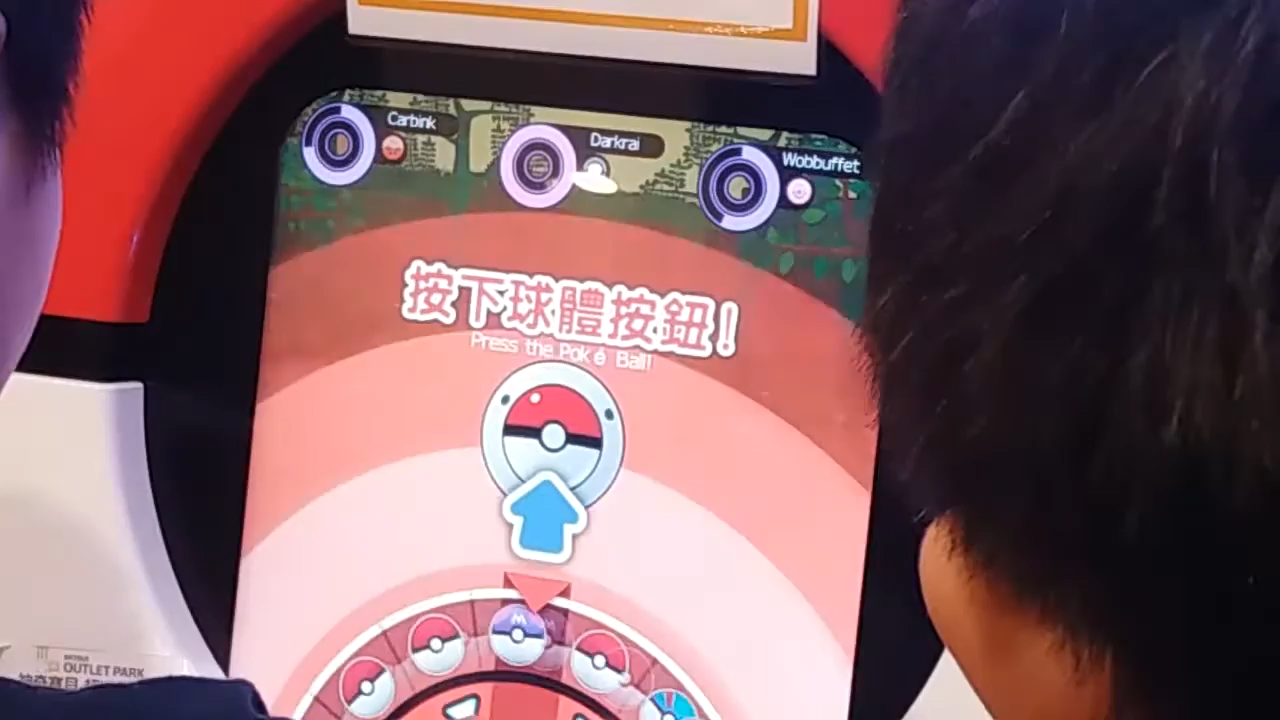 Carbink
Darkrai
Wobbuffet
按下球體按鈕！
Press the Poké Ball!
M
OUTLET PARK